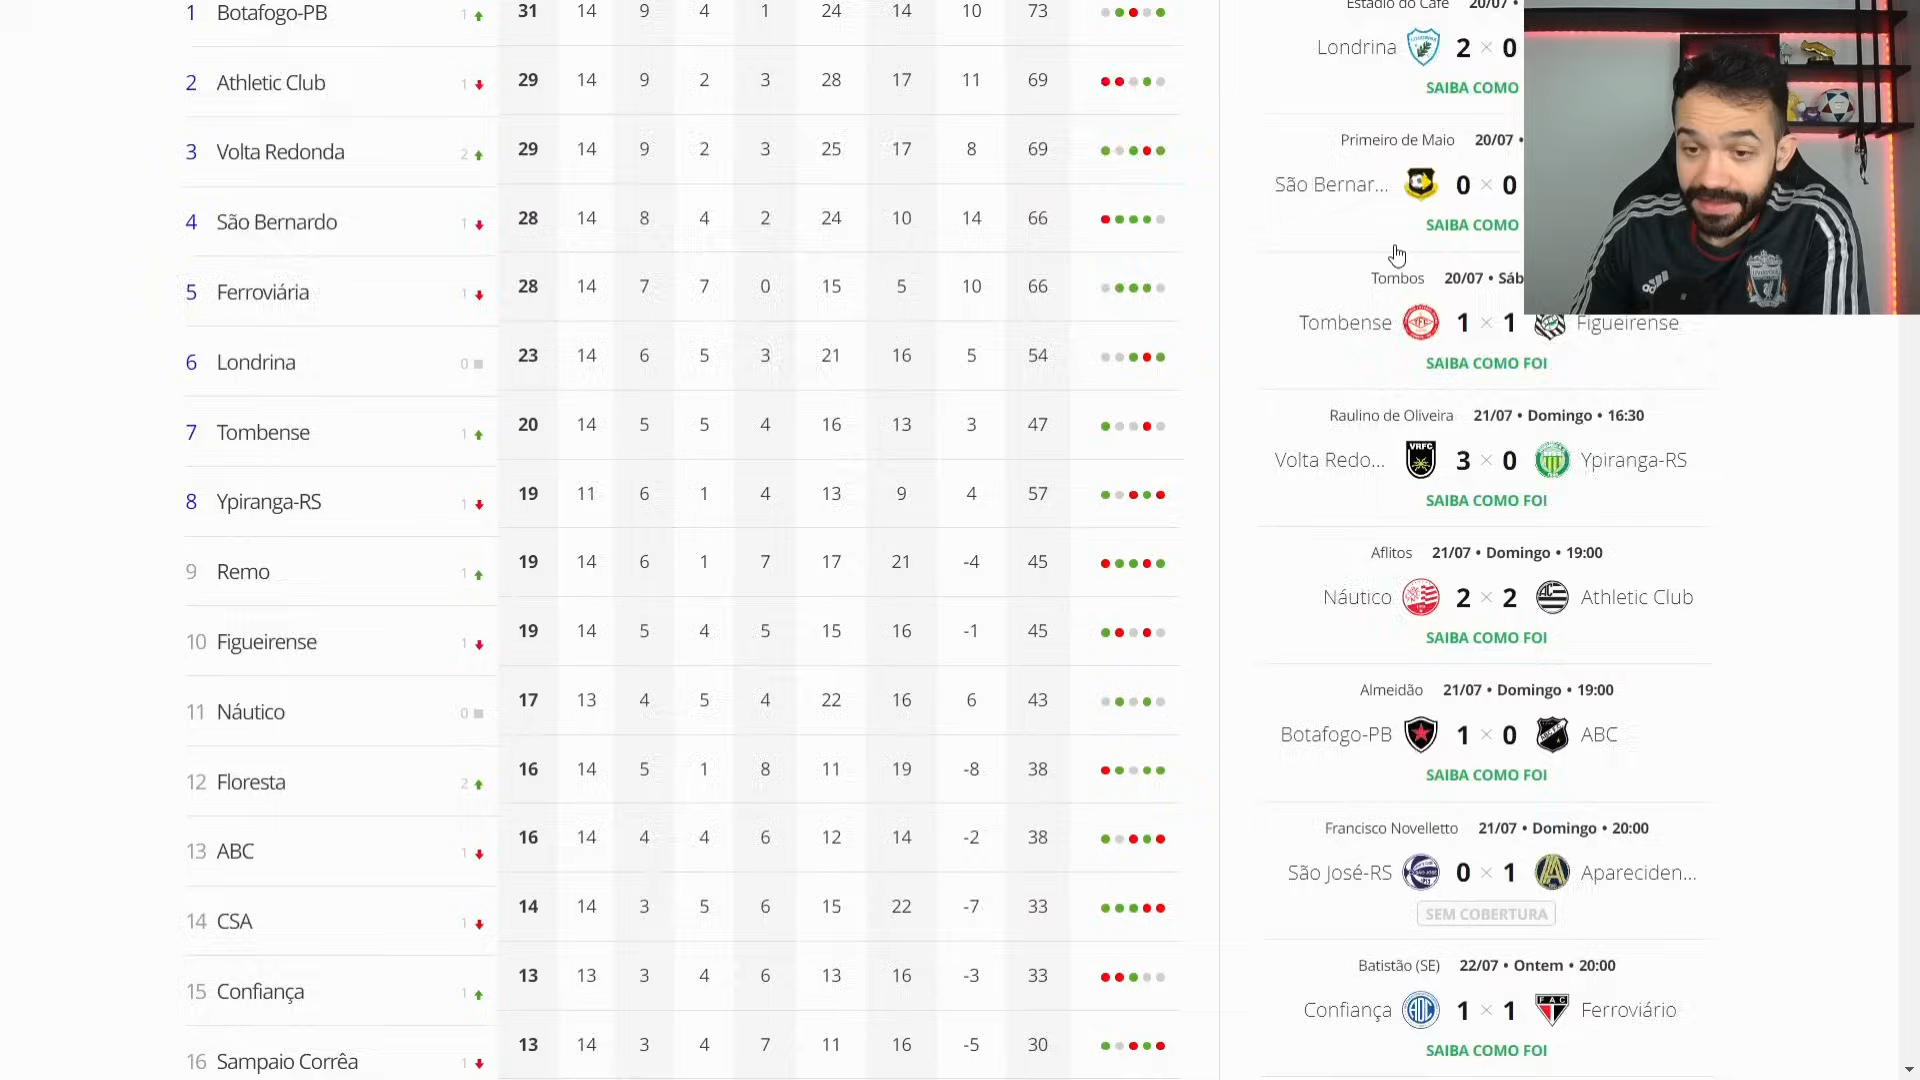 1 Botafogo-PB 1 31 14 9 4 1 24 14 10 73
2 Athletic Club 1 29 14 9 2 3 28 17 11 69
3 Volta Redonda 2 29 14 9 2 3 25 17 8 69
4 São Bernardo 1 28 14 8 4 2 24 10 14 66
5 Ferroviária 1 28 14 7 7 0 15 5 10 66
6 Londrina 0 23 14 6 5 3 21 16 5 54
7 Tombense 1 20 14 5 5 4 16 13 3 47
8 Ypiranga-RS 1 19 11 6 1 4 13 9 4 57
9 Remo 1 19 14 6 1 7 17 21 -4 45
10 Figueirense 1 19 14 5 4 5 15 16 -1 45
11 Náutico 0 17 13 4 5 4 22 16 6 43
12 Floresta 2 16 14 5 1 8 11 19 -8 38
13 ABC 1 16 14 4 4 6 12 14 -2 38
14 CSA 1 14 14 3 5 6 15 22 -7 33
15 Confiança 1 13 13 3 4 6 13 16 -3 33
16 Sampaio Corrêa 1 13 14 3 4 7 11 16 -5 30
Estádio do Café 20/07 •
Londrina 2 × 0
SAIBA COMO
Primeiro de Maio 20/07 •
São Bernar... 0 × 0
SAIBA COMO
Tombos 20/07 • Sáb
Tombense 1 × 1 Figueirense
SAIBA COMO FOI
Raulino de Oliveira 21/07 • Domingo • 16:30
Volta Redo... VRFC 3 × 0 Ypiranga-RS
SAIBA COMO FOI
Aflitos 21/07 • Domingo • 19:00
Náutico 2 × 2 Athletic Club
SAIBA COMO FOI
Almeidão 21/07 • Domingo • 19:00
Botafogo-PB 1 × 0 ABC
SAIBA COMO FOI
Francisco Novelletto 21/07 • Domingo • 20:00
São José-RS 0 × 1 Apareciden...
SEM COBERTURA
Batistão (SE) 22/07 • Ontem • 20:00
Confiança 1 × 1 FAC Ferroviário
SAIBA COMO FOI